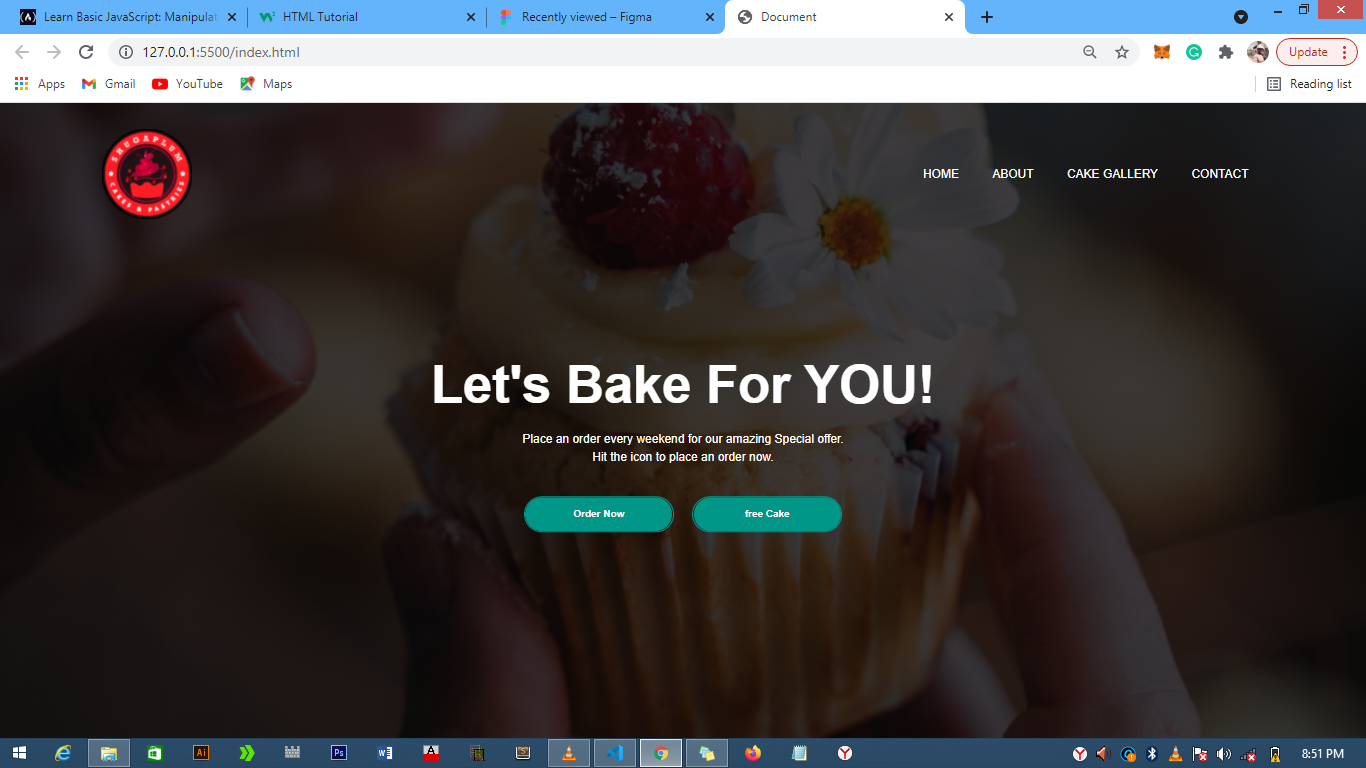 Learn Basic JavaScript: Manipulat
HTML Tutorial
Recently viewed – Figma
Document
127.0.0.1:5500/index.html
Update
Apps
Gmail
YouTube
Maps
Reading list
SHUGAPLUM
CAKES & PASTRIES
HOME
ABOUT
CAKE GALLERY
CONTACT
Let's Bake For YOU!
Place an order every weekend for our amazing Special offer.
Hit the icon to place an order now.
Order Now
free Cake
Ai
Ps
8:51 PM